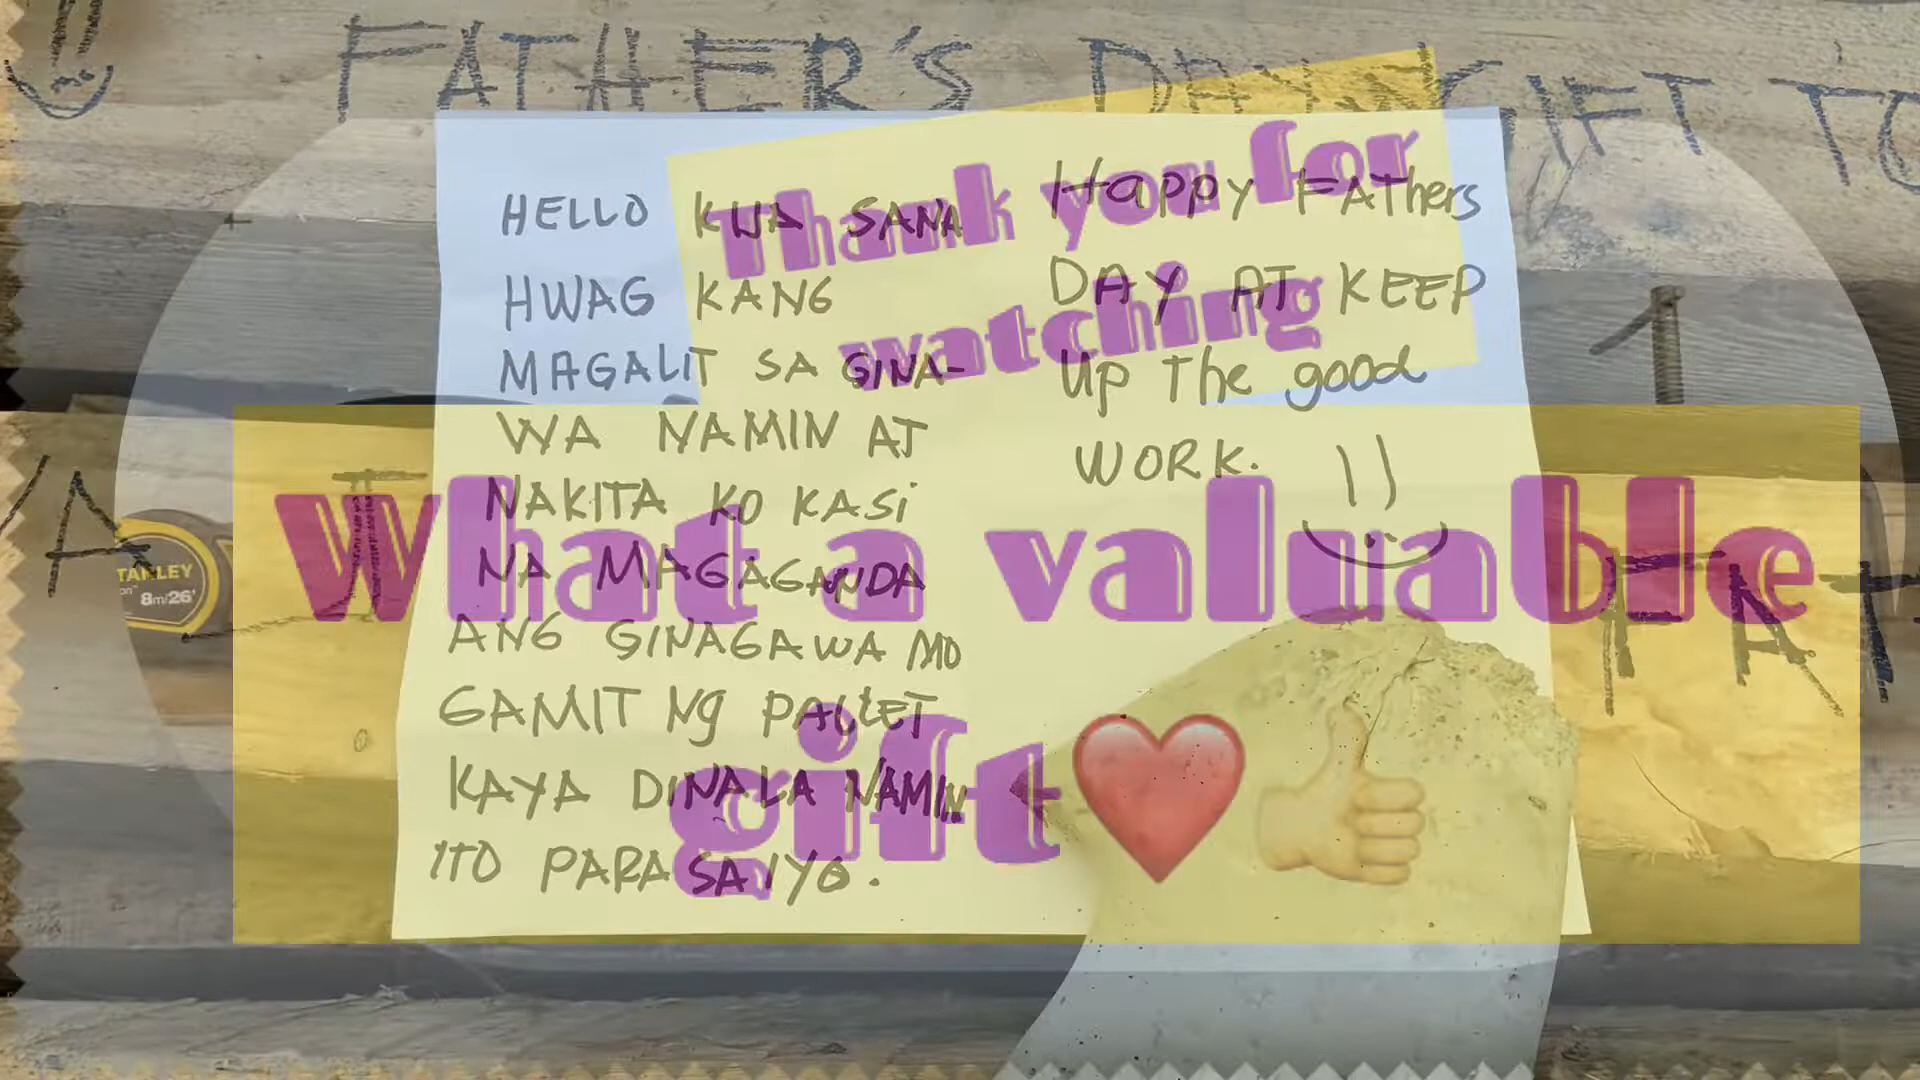 FATHER'S DAY GIFT TO
HELLO KUA SANA
HWAG KANG
MAGALIT SA GINA-
WA NAMIN AT
NAKITA KO KASI
NA MAGAGANDA
ANG GINAGAWA MO
GAMIT Ng PALLET
KAYA DINALA NAMIN
ITO PARA SAIYO.
Happy FAThers
DAY AT KEEP
Up The good
WORK.
Thank you for
watching
What a valuable
gift❤️👍
STANLEY
8m/26'